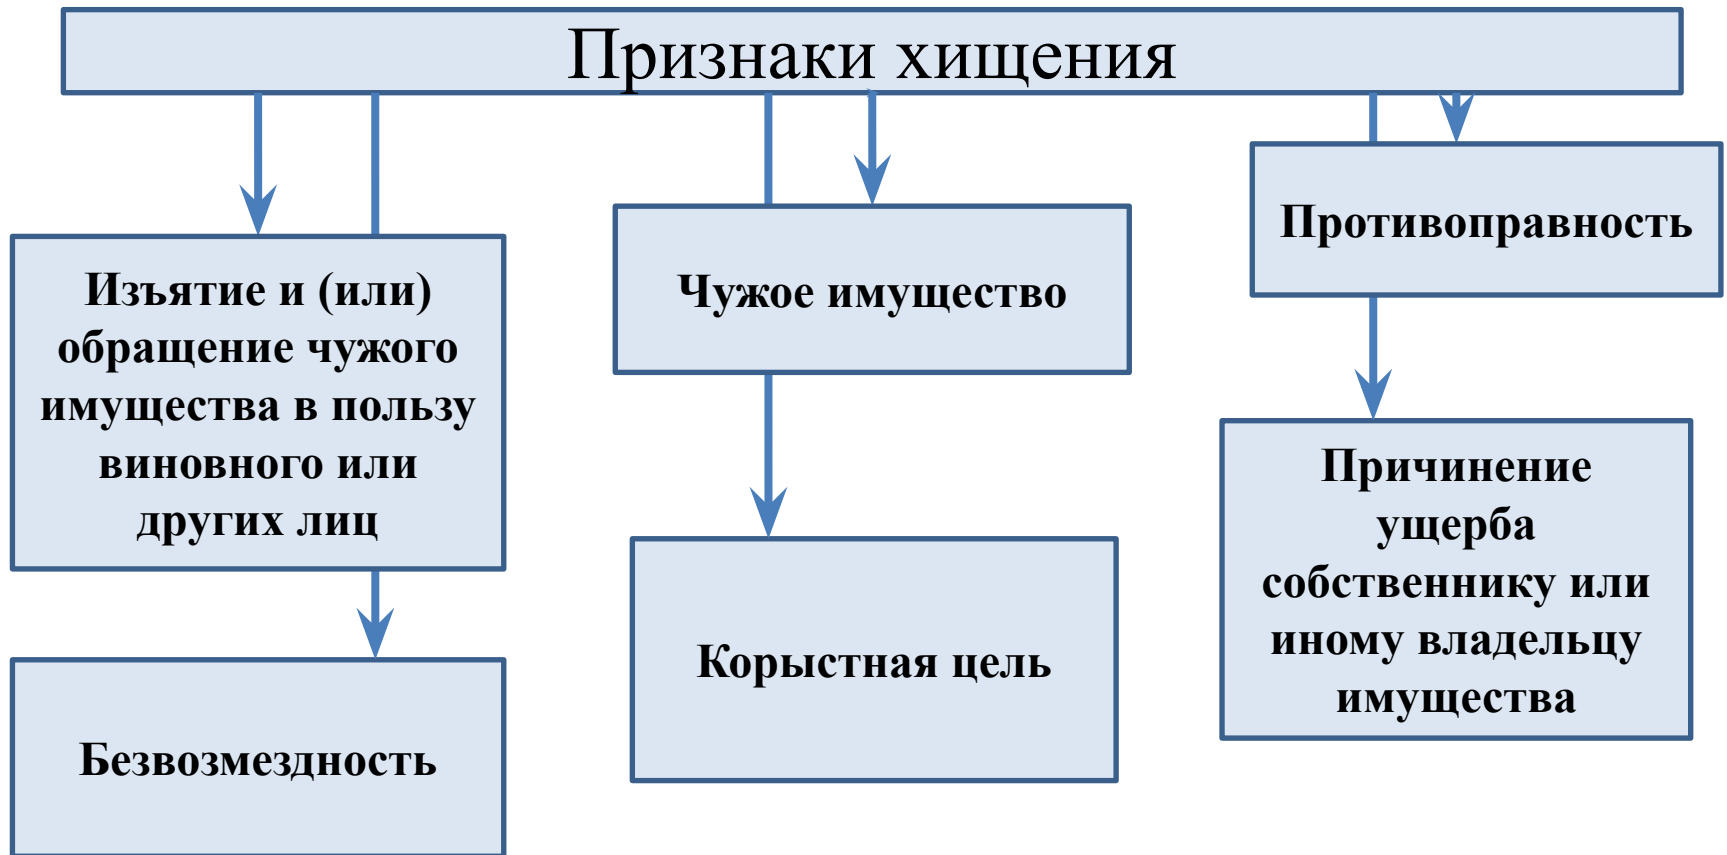 Признаки хищения
Изъятие и (или)
обращение чужого
имущества в пользу
виновного или
других лиц
Чужое имущество
Противоправность
Безвозмездность
Корыстная цель
Причинение
ущерба
собственнику или
иному владельцу
имущества